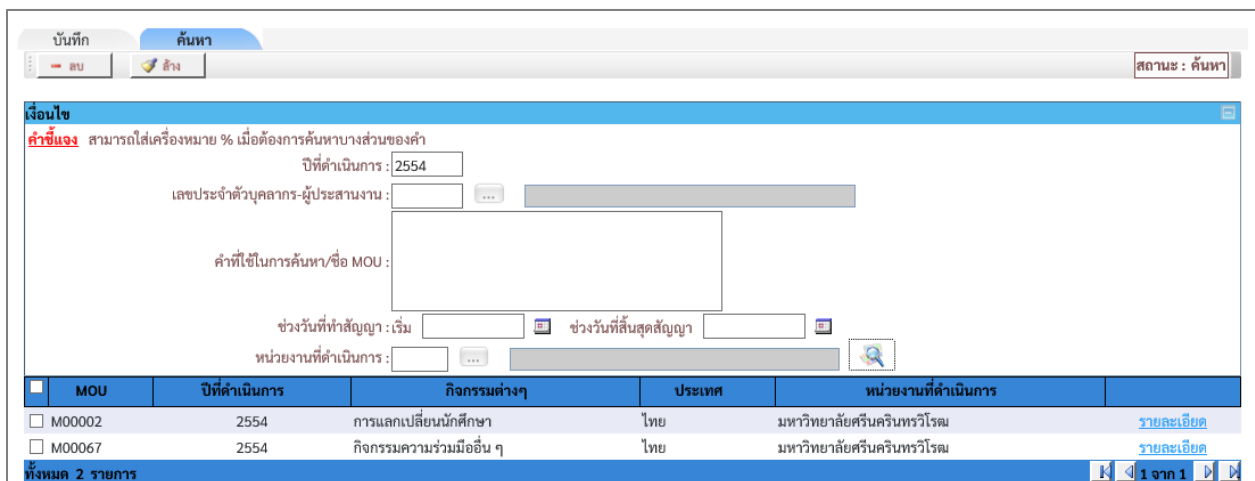 บันทึก ค้นหา
ลบ ล้าง สถานะ : ค้นหา
เงื่อนไข
คำชี้แจง สามารถใส่เครื่องหมาย % เมื่อต้องการค้นหาบางส่วนของคำ
ปีที่ดำเนินการ : 2554
เลขประจำตัวบุคลากร-ผู้ประสานงาน : ...
คำที่ใช้ในการค้นหา/ชื่อ MOU :
ช่วงวันที่ทำสัญญา : เริ่ม ช่วงวันที่สิ้นสุดสัญญา
หน่วยงานที่ดำเนินการ : ...
MOU ปีที่ดำเนินการ กิจกรรมต่างๆ ประเทศ หน่วยงานที่ดำเนินการ
M00002 2554 การแลกเปลี่ยนนักศึกษา ไทย มหาวิทยาลัยศรีนครินทรวิโรฒ รายละเอียด
M00067 2554 กิจกรรมความร่วมมืออื่น ๆ ไทย มหาวิทยาลัยศรีนครินทรวิโรฒ รายละเอียด
ทั้งหมด 2 รายการ 1 จาก 1